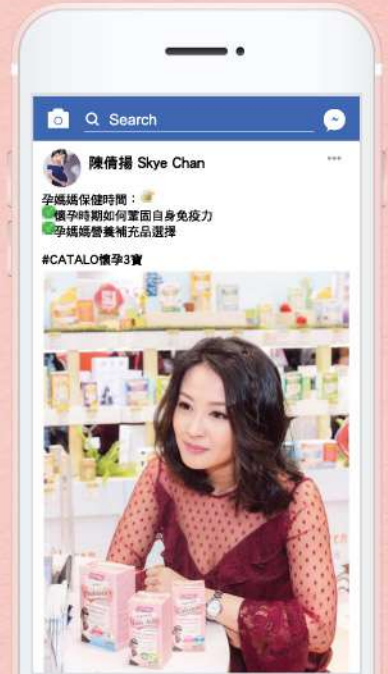 Search
陳倩揚 Skye Chan
孕媽媽保健時間：
懷孕時期如何鞏固自身免疫力
孕媽媽營養補充品選擇
#CATALO懷孕3寶